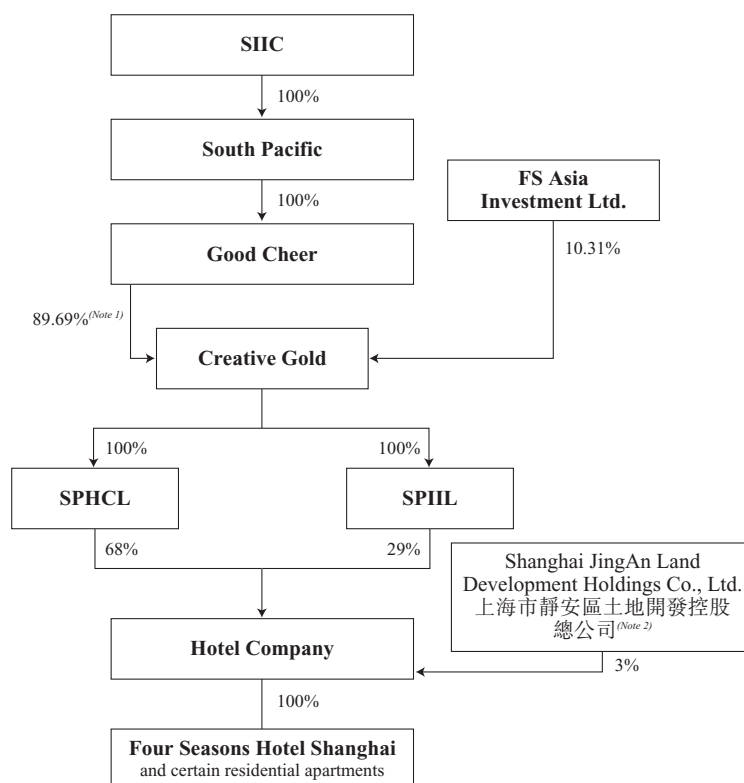 SIIC
100%
South Pacific
100%
FS Asia
Investment Ltd.
Good Cheer
10.31%
89.69%(Note 1)
Creative Gold
100%
100%
SPHCL
SPIIL
68%
29%
Shanghai JingAn Land
Development Holdings Co., Ltd.
上海市靜安區土地開發控股
總公司(Note 2)
Hotel Company
3%
100%
Four Seasons Hotel Shanghai
and certain residential apartments